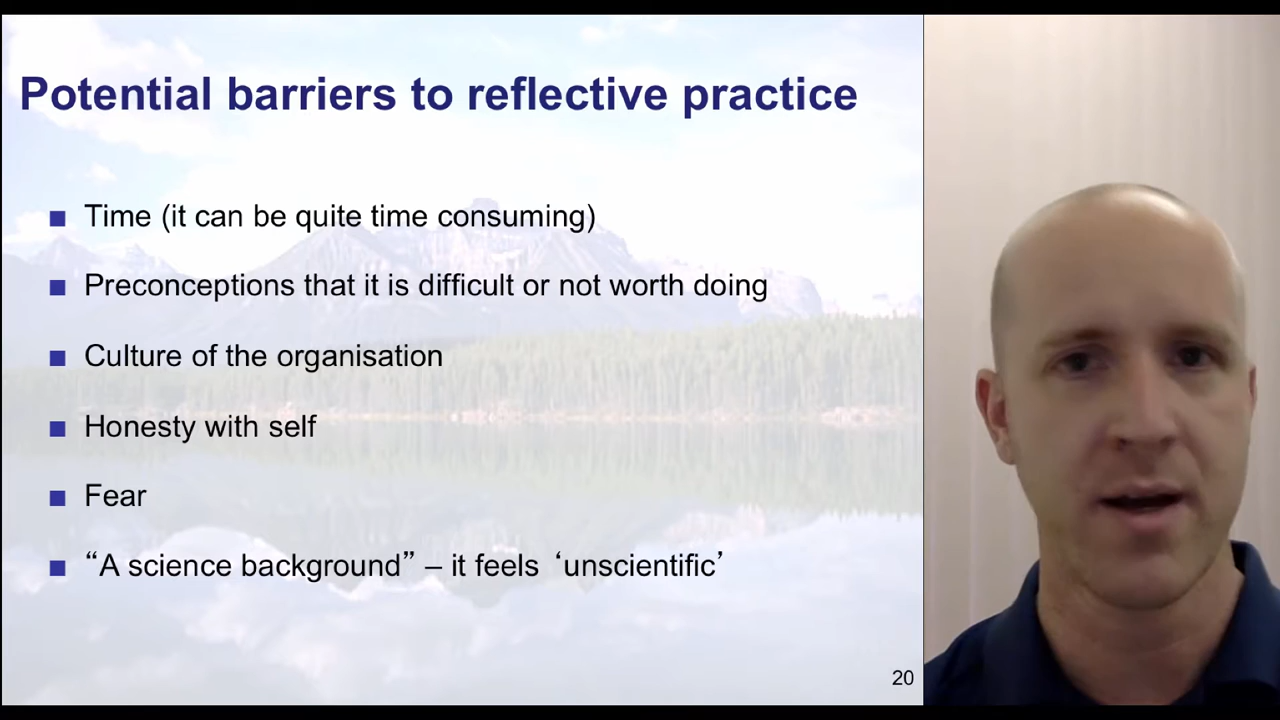 Potential barriers to reflective practice
Time (it can be quite time consuming)
Preconceptions that it is difficult or not worth doing
Culture of the organisation
Honesty with self
Fear
“A science background” – it feels ‘unscientific’
20